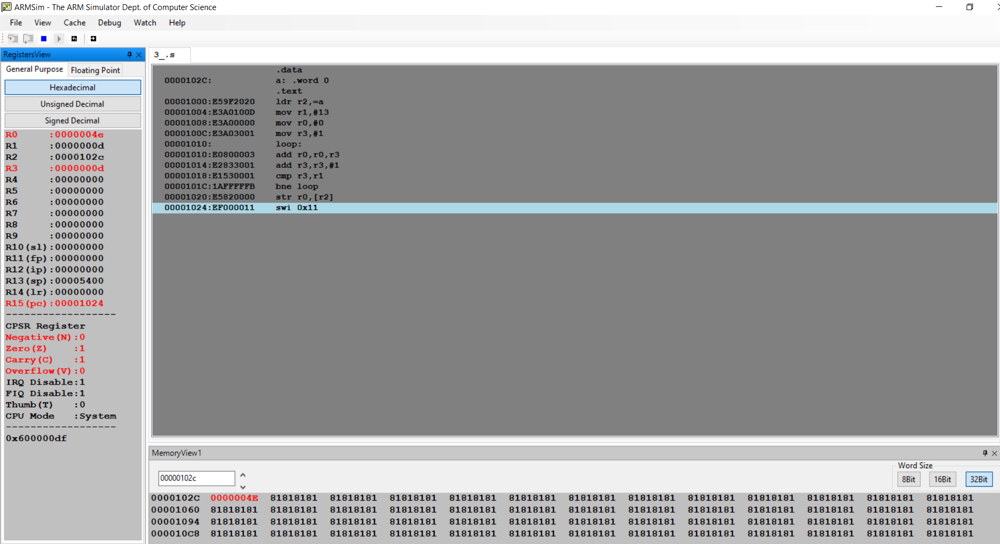 ARMSim - The ARM Simulator Dept. of Computer Science
File View Cache Debug Watch Help
RegistersView
General Purpose Floating Point
Hexadecimal
Unsigned Decimal
Signed Decimal
R0 :0000004e
R1 :0000000d
R2 :0000102c
R3 :0000000d
R4 :00000000
R5 :00000000
R6 :00000000
R7 :00000000
R8 :00000000
R9 :00000000
R10(sl):00000000
R11(fp):00000000
R12(ip):00000000
R13(sp):00005400
R14(lr):00000000
R15(pc):00001024
-------------------
CPSR Register
Negative(N):0
Zero(Z) :1
Carry(C) :1
Overflow(V):0
IRQ Disable:1
FIQ Disable:1
Thumb(T) :0
CPU Mode :System
-------------------
0x600000df
3_.s
.data
0000102C: a: .word 0
.text
00001000:E59F2020 ldr r2,=a
00001004:E3A0100D mov r1,#13
00001008:E3A00000 mov r0,#0
0000100C:E3A03001 mov r3,#1
00001010: loop:
00001010:E0800003 add r0,r0,r3
00001014:E2833001 add r3,r3,#1
00001018:E1530001 cmp r3,r1
0000101C:1AFFFFFB bne loop
00001020:E5820000 str r0,[r2]
00001024:EF000011 swi 0x11
MemoryView1
00000102c
Word Size
8Bit 16Bit 32Bit
0000102C 0000004E 81818181 81818181 81818181 81818181 81818181 81818181 81818181 81818181 81818181 81818181 81818181 81818181
00001060 81818181 81818181 81818181 81818181 81818181 81818181 81818181 81818181 81818181 81818181 81818181 81818181 81818181
00001094 81818181 81818181 81818181 81818181 81818181 81818181 81818181 81818181 81818181 81818181 81818181 81818181 81818181
000010C8 81818181 81818181 81818181 81818181 81818181 81818181 81818181 81818181 81818181 81818181 81818181 81818181 81818181